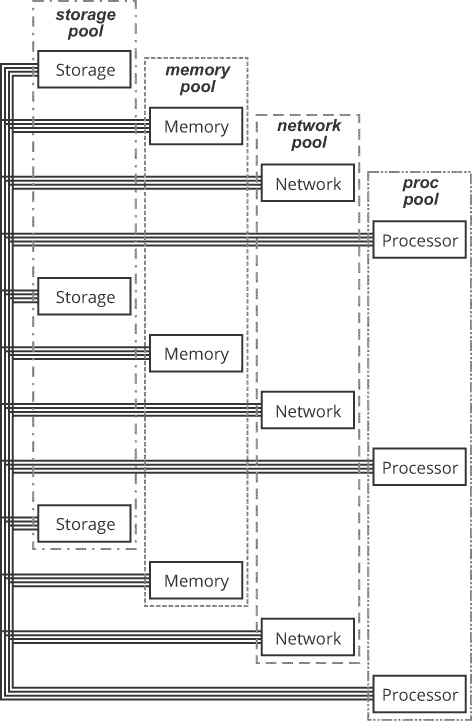 storage
pool
Storage
memory
pool
Memory
network
pool
Network
proc
pool
Processor
Storage
Memory
Network
Processor
Storage
Memory
Network
Processor